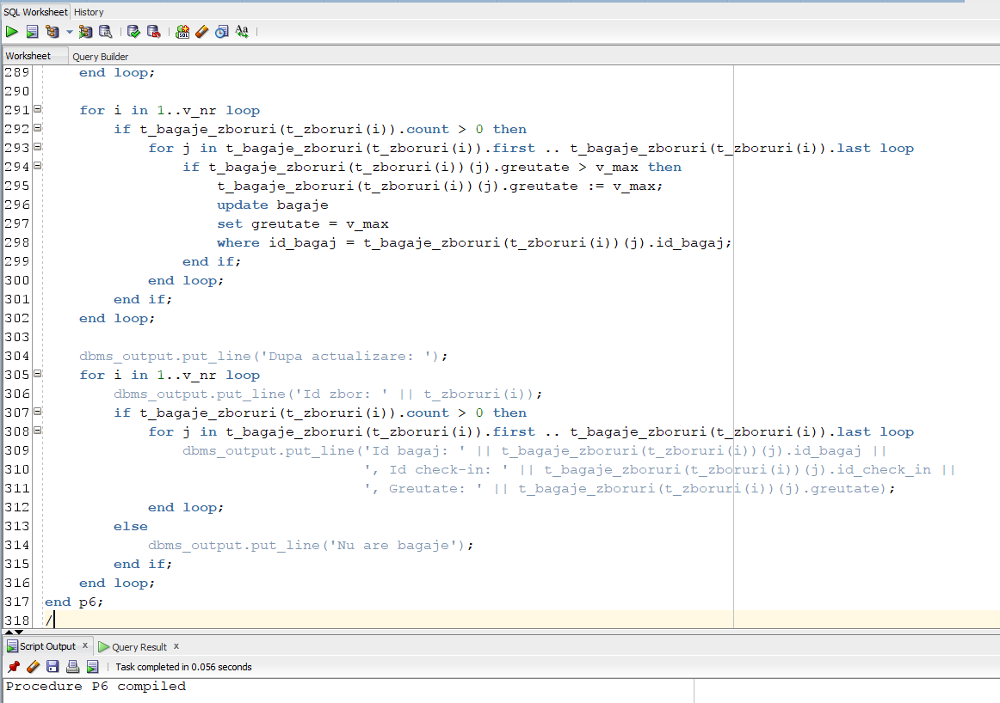 SQL Worksheet History
Worksheet Query Builder
289 end loop;
290
291 for i in 1..v_nr loop
292 if t_bagaje_zboruri(t_zboruri(i)).count > 0 then
293 for j in t_bagaje_zboruri(t_zboruri(i)).first .. t_bagaje_zboruri(t_zboruri(i)).last loop
294 if t_bagaje_zboruri(t_zboruri(i))(j).greutate > v_max then
295 t_bagaje_zboruri(t_zboruri(i))(j).greutate := v_max;
296 update bagaje
297 set greutate = v_max
298 where id_bagaj = t_bagaje_zboruri(t_zboruri(i))(j).id_bagaj;
299 end if;
300 end loop;
301 end if;
302 end loop;
303
304 dbms_output.put_line('Dupa actualizare: ');
305 for i in 1..v_nr loop
306 dbms_output.put_line('Id zbor: ' || t_zboruri(i));
307 if t_bagaje_zboruri(t_zboruri(i)).count > 0 then
308 for j in t_bagaje_zboruri(t_zboruri(i)).first .. t_bagaje_zboruri(t_zboruri(i)).last loop
309 dbms_output.put_line('Id bagaj: ' || t_bagaje_zboruri(t_zboruri(i))(j).id_bagaj ||
310 ', Id check-in: ' || t_bagaje_zboruri(t_zboruri(i))(j).id_check_in ||
311 ', Greutate: ' || t_bagaje_zboruri(t_zboruri(i))(j).greutate);
312 end loop;
313 else
314 dbms_output.put_line('Nu are bagaje');
315 end if;
316 end loop;
317 end p6;
318 /
Script Output x Query Result x
Task completed in 0.056 seconds
Procedure P6 compiled